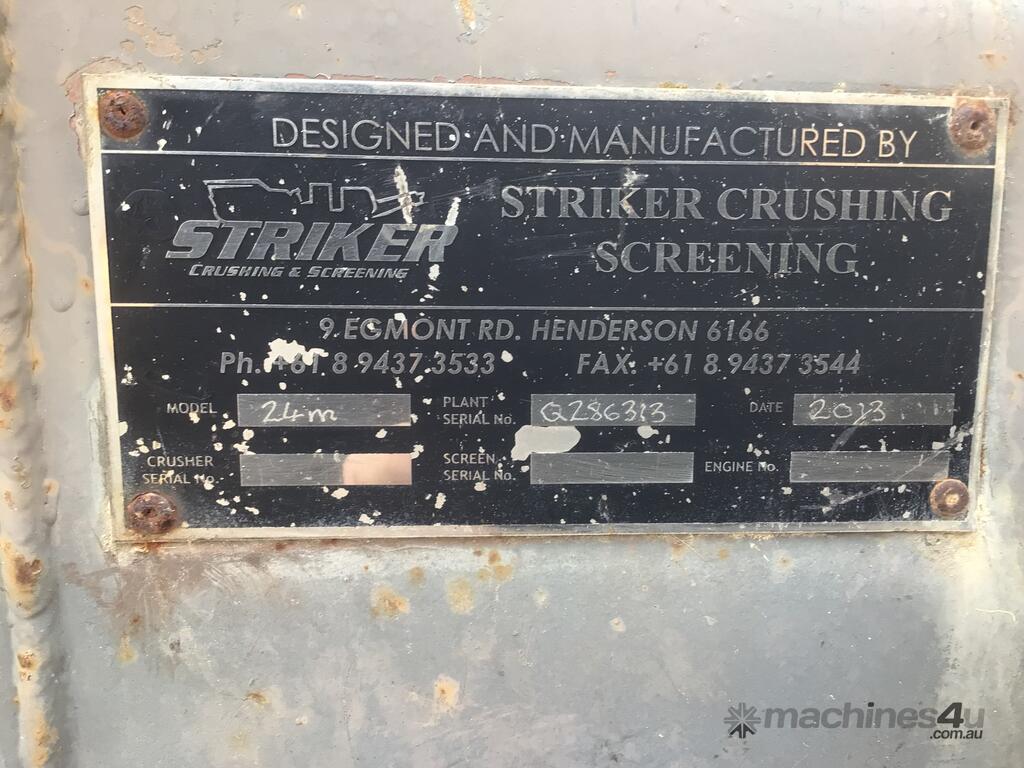 DESIGNED AND MANUFACTURED BY
STRIKER
CRUSHING & SCREENING
STRIKER CRUSHING
SCREENING
9 EGMONT RD. HENDERSON 6166
Ph. +61 8 9437 3533 FAX. +61 8 9437 3544
MODEL 24m PLANT SERIAL No. Q286313 DATE 2013
CRUSHER SERIAL No. SCREEN SERIAL No. ENGINE No.
machines4u
.com.au